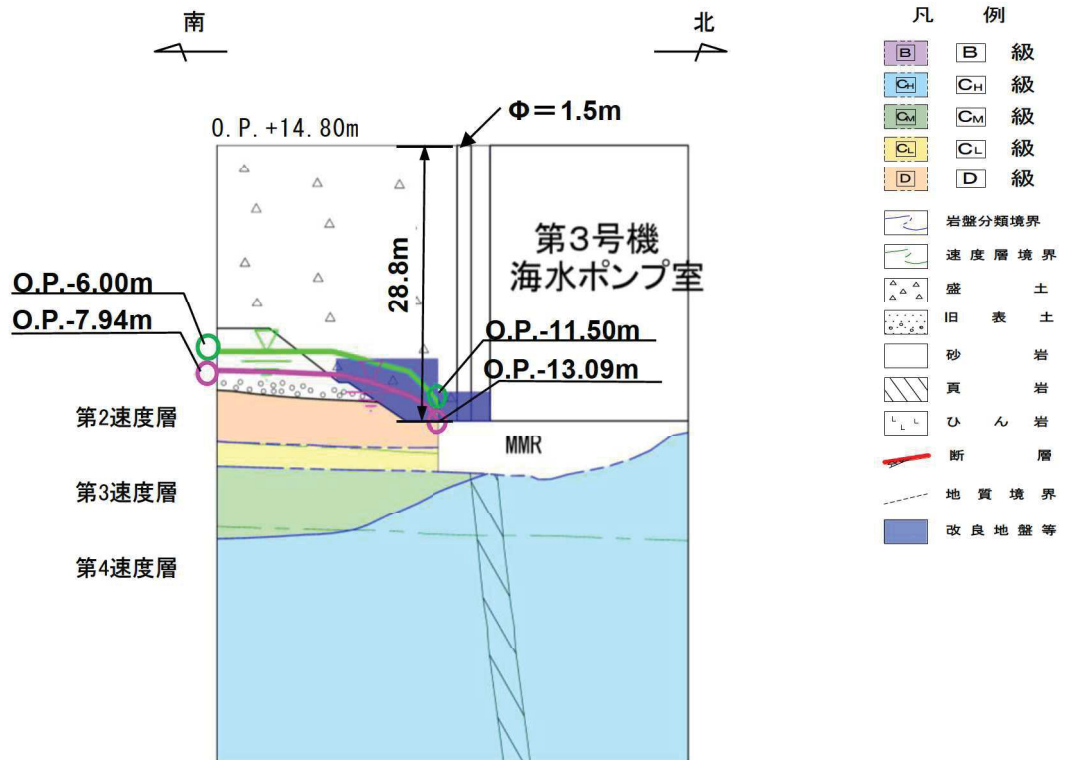 南
北
O.P.+14.80m
Φ＝1.5m
28.8m
第3号機
海水ポンプ室
O.P.-6.00m
O.P.-7.94m
O.P.-11.50m
O.P.-13.09m
第2速度層
MMR
第3速度層
第4速度層
凡 例
B B 級
CH CH 級
CM CM 級
CL CL 級
D D 級
岩盤分類境界
速度層境界
盛土
旧表土
砂岩
頁岩
ひん岩
断層
地質境界
改良地盤等